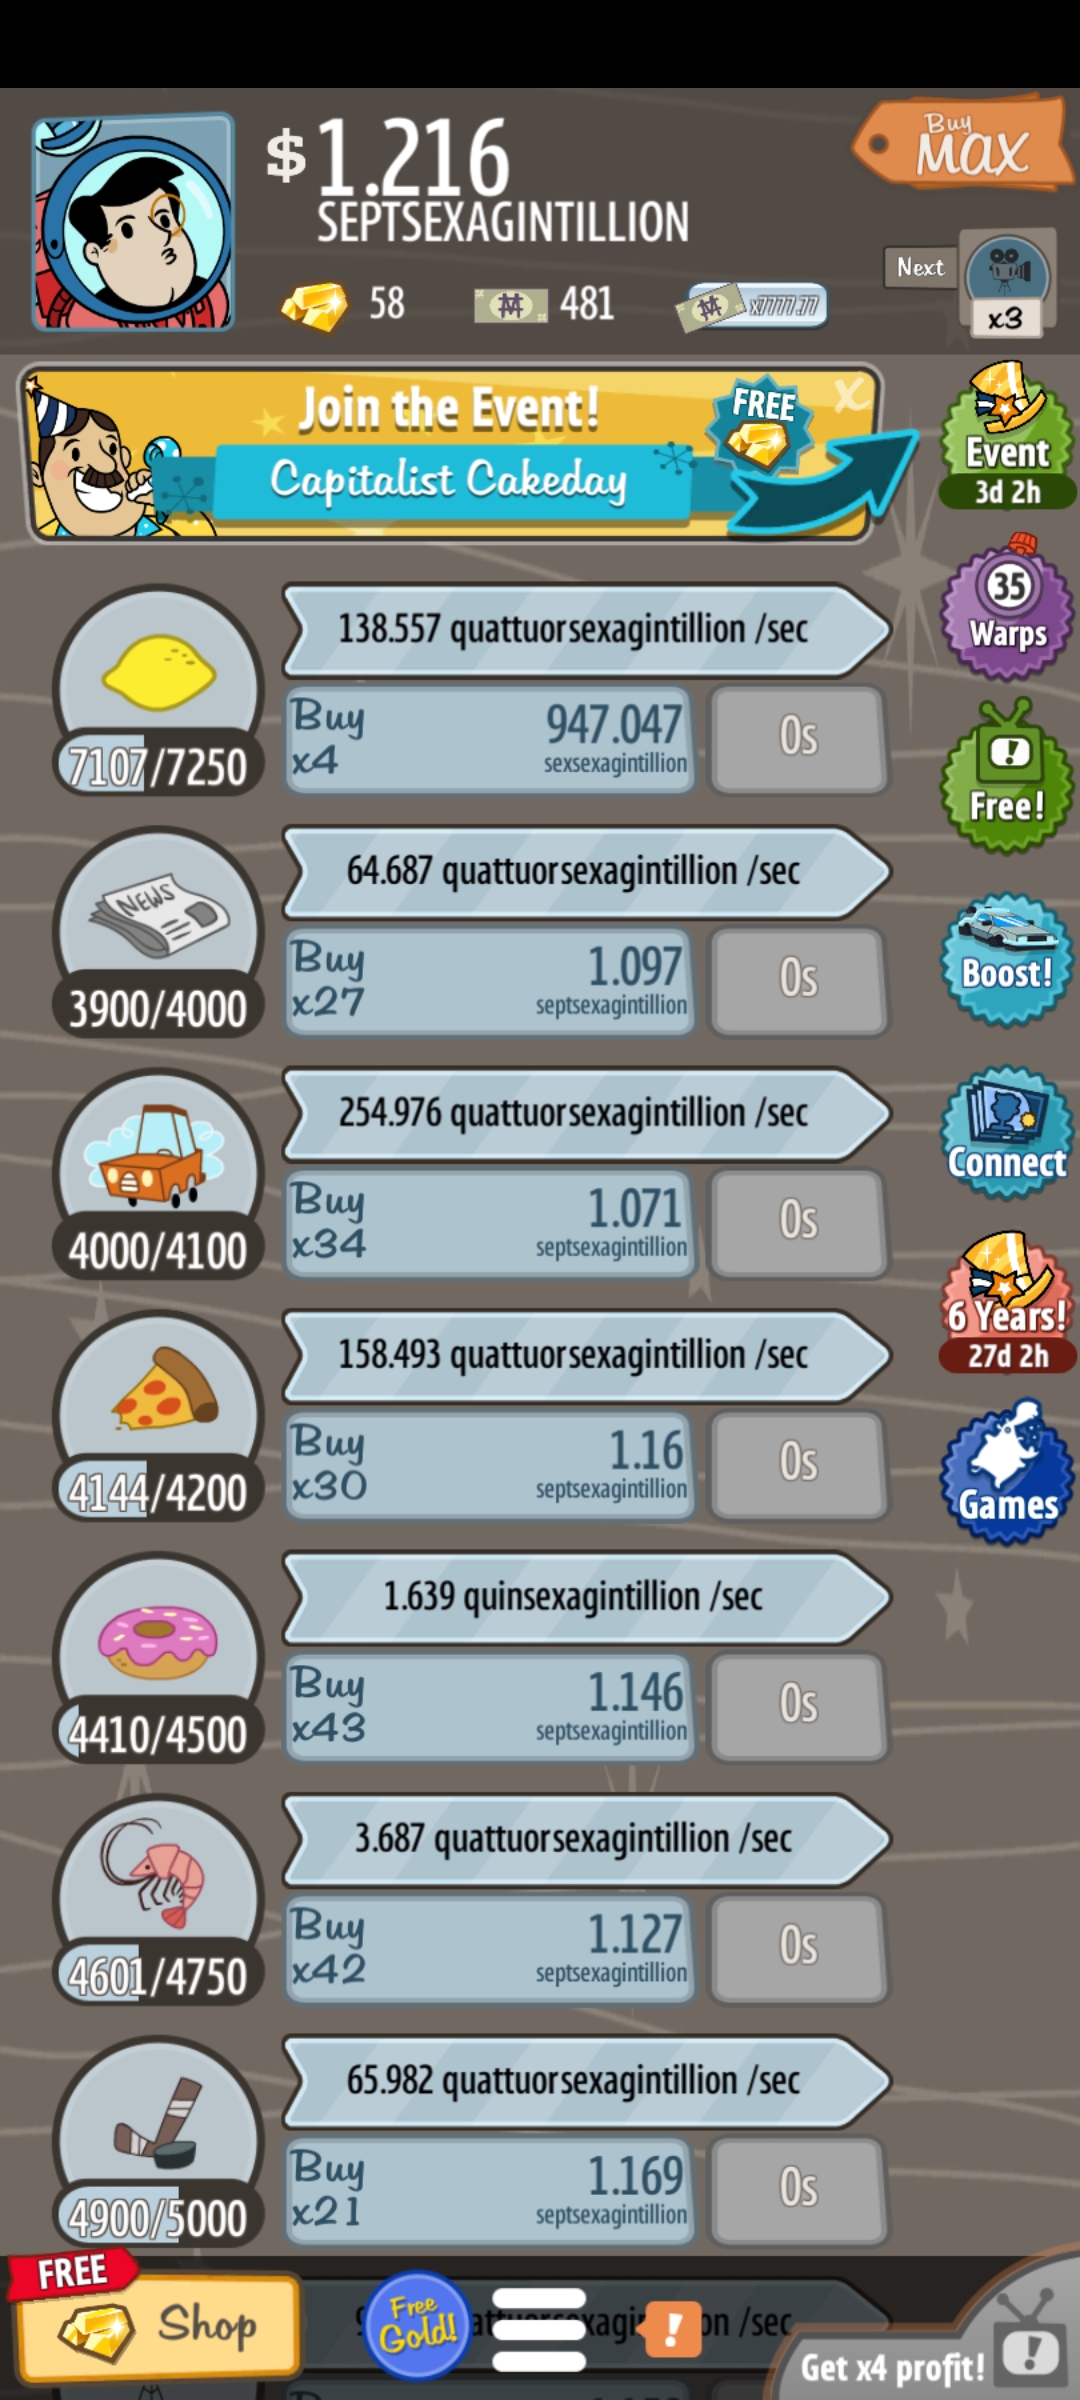 $1.216
SEPTSEXAGINTILLION
Buy
MAX
58
481
x7777.77
Next
x3
Join the Event!
Capitalist Cakeday
FREE
X
Event
3d 2h
138.557 quattuorsexagintillion /sec
7107/7250
Buy
x4
947.047
sexsexagintillion
0s
35
Warps
Free!
64.687 quattuorsexagintillion /sec
NEWS
3900/4000
Buy
x27
1.097
septsexagintillion
0s
Boost!
254.976 quattuorsexagintillion /sec
4000/4100
Buy
x34
1.071
septsexagintillion
0s
Connect
158.493 quattuorsexagintillion /sec
4144/4200
Buy
x30
1.16
septsexagintillion
0s
6 Years!
27d 2h
Games
1.639 quinsexagintillion /sec
4410/4500
Buy
x43
1.146
septsexagintillion
0s
3.687 quattuorsexagintillion /sec
4601/4750
Buy
x42
1.127
septsexagintillion
0s
65.982 quattuorsexagintillion /sec
4900/5000
Buy
x21
1.169
septsexagintillion
0s
FREE
Shop
Free
Gold!
!
on /sec
Get x4 profit!
!